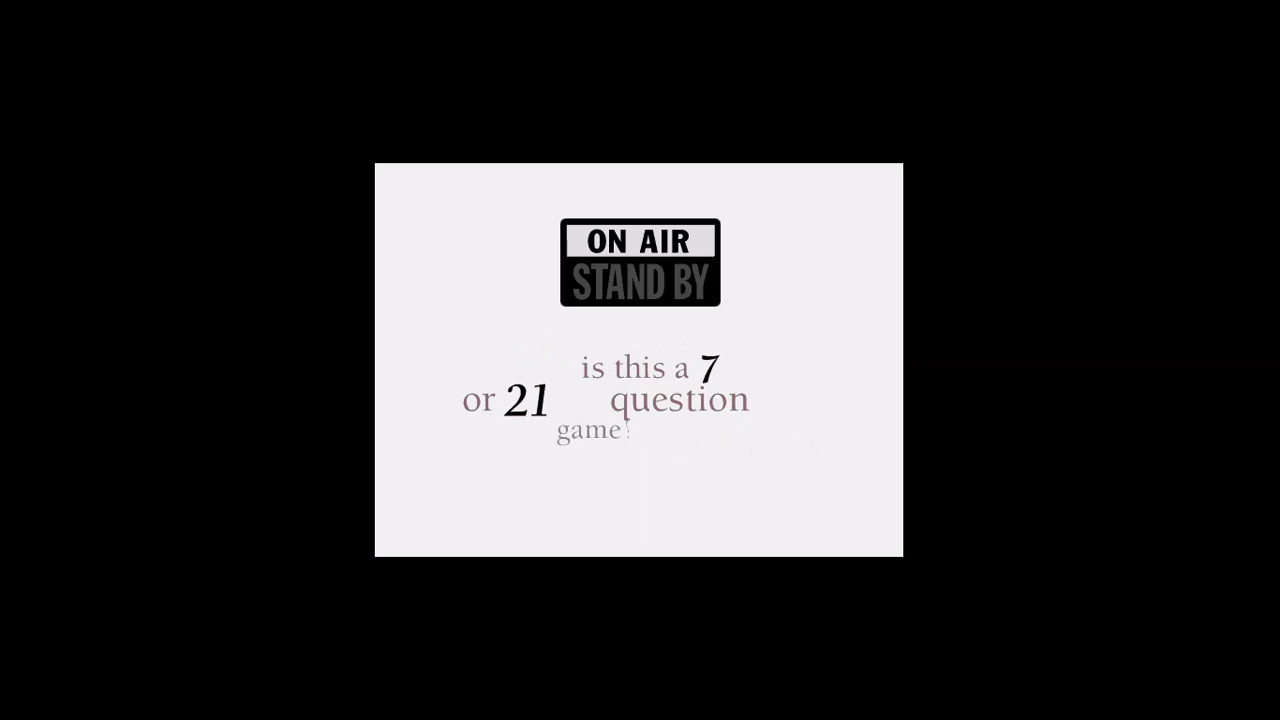 ON AIR
STAND BY
is this a 7
or 21 question
game?